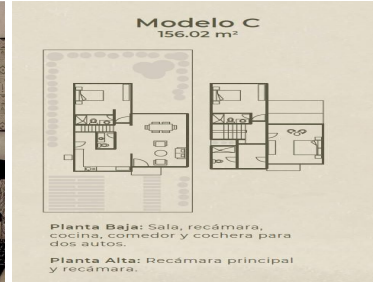 Modelo C
156.02 m²
Planta Baja: Sala, recámara,
cocina, comedor y cochera para
dos autos.
Planta Alta: Recámara principal
y recámara.